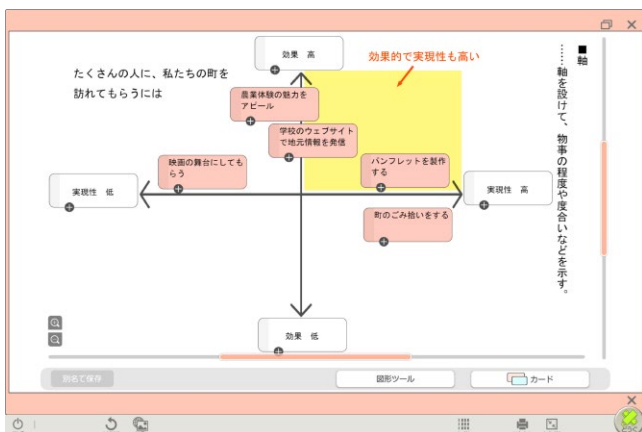 ■軸
……軸を設けて、物事の程度や度合いなどを示す。
たくさんの人に、私たちの町を
訪れてもらうには
効果 高
効果的で実現性も高い
農業体験の魅力を
アピール
学校のウェブサイト
で地元情報を発信
映画の舞台にしても
らう
パンフレットを製作
する
実現性 低
実現性 高
町のごみ拾いをする
効果 低
別名で保存
図形ツール
カード